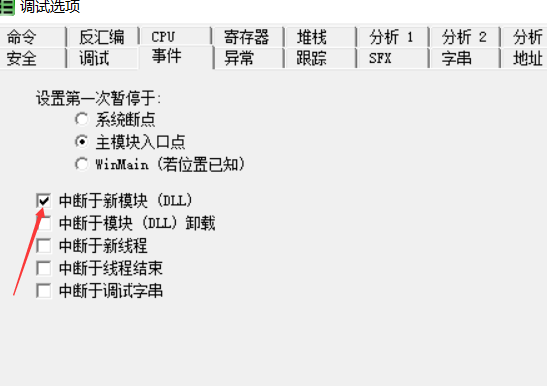 调试选项
命令 反汇编 CPU 寄存器 堆栈 分析 1 分析 2 分析
安全 调试 事件 异常 跟踪 SFX 字串 地址
设置第一次暂停于:
系统断点
主模块入口点
WinMain (若位置已知)
中断于新模块 (DLL)
中断于模块 (DLL) 卸载
中断于新线程
中断于线程结束
中断于调试字串